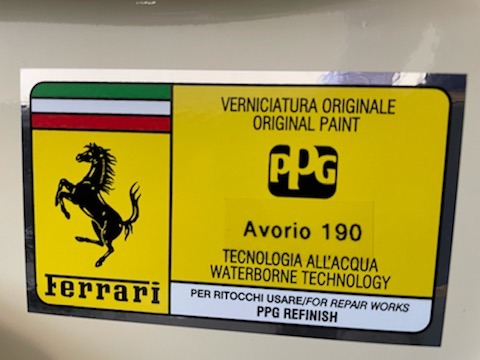 VERNICIATURA ORIGINALE
ORIGINAL PAINT
PPG
Avorio 190
TECNOLOGIA ALL'ACQUA
WATERBORNE TECHNOLOGY
Ferrari
PER RITOCCHI USARE/FOR REPAIR WORKS
PPG REFINISH